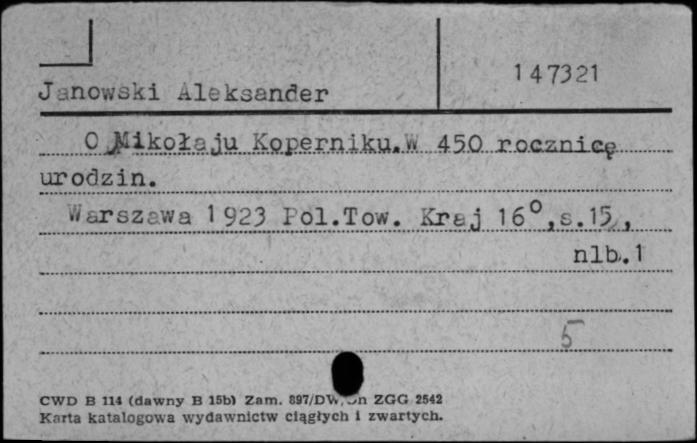 147321
Janowski Aleksander
O Mikołaju Koperniku. W 450 rocznicę
urodzin.
Warszawa 1923 Pol.Tow. Kraj 16°, s.15,
nlb.1
5
CWD B 114 (dawny B 15b) Zam. 897/DW, ZGG 2542
Karta katalogowa wydawnictw ciągłych i zwartych.